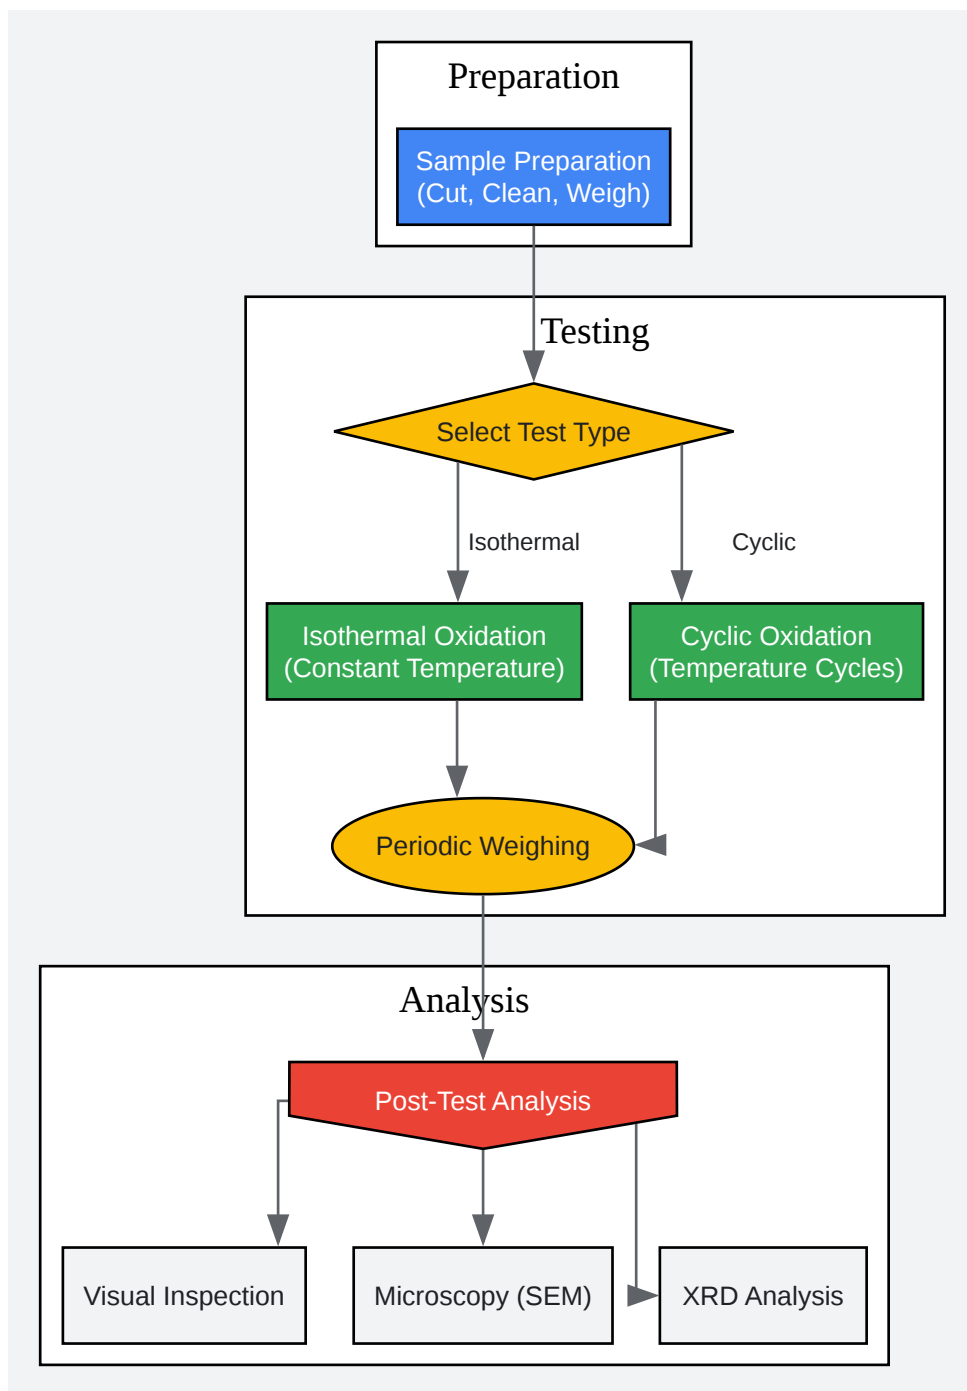 Preparation
Sample Preparation
(Cut, Clean, Weigh)
Testing
Select Test Type
Isothermal
Cyclic
Isothermal Oxidation
(Constant Temperature)
Cyclic Oxidation
(Temperature Cycles)
Periodic Weighing
Analysis
Post-Test Analysis
Visual Inspection
Microscopy (SEM)
XRD Analysis